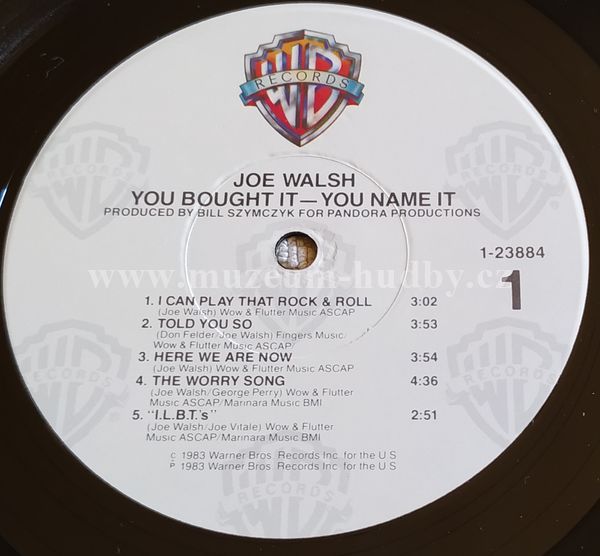 WB
RECORDS
JOE WALSH
YOU BOUGHT IT—YOU NAME IT
PRODUCED BY BILL SZYMCZYK FOR PANDORA PRODUCTIONS
1-23884
1
www.muzeum-hudby.cz
1. I CAN PLAY THAT ROCK & ROLL 3:02
(Joe Walsh) Wow & Flutter Music ASCAP
2. TOLD YOU SO 3:53
(Don Felder/Joe Walsh) Fingers Music/
Wow & Flutter Music ASCAP
3. HERE WE ARE NOW 3:54
(Joe Walsh) Wow & Flutter Music ASCAP
4. THE WORRY SONG 4:36
(Joe Walsh/George Perry) Wow & Flutter
Music ASCAP/Marinara Music BMI
5. "I.L.B.T.'s" 2:51
(Joe Walsh/Joe Vitale) Wow & Flutter
Music ASCAP/Marinara Music BMI
© 1983 Warner Bros. Records Inc. for the U.S.
℗ 1983 Warner Bros. Records Inc. for the U.S.